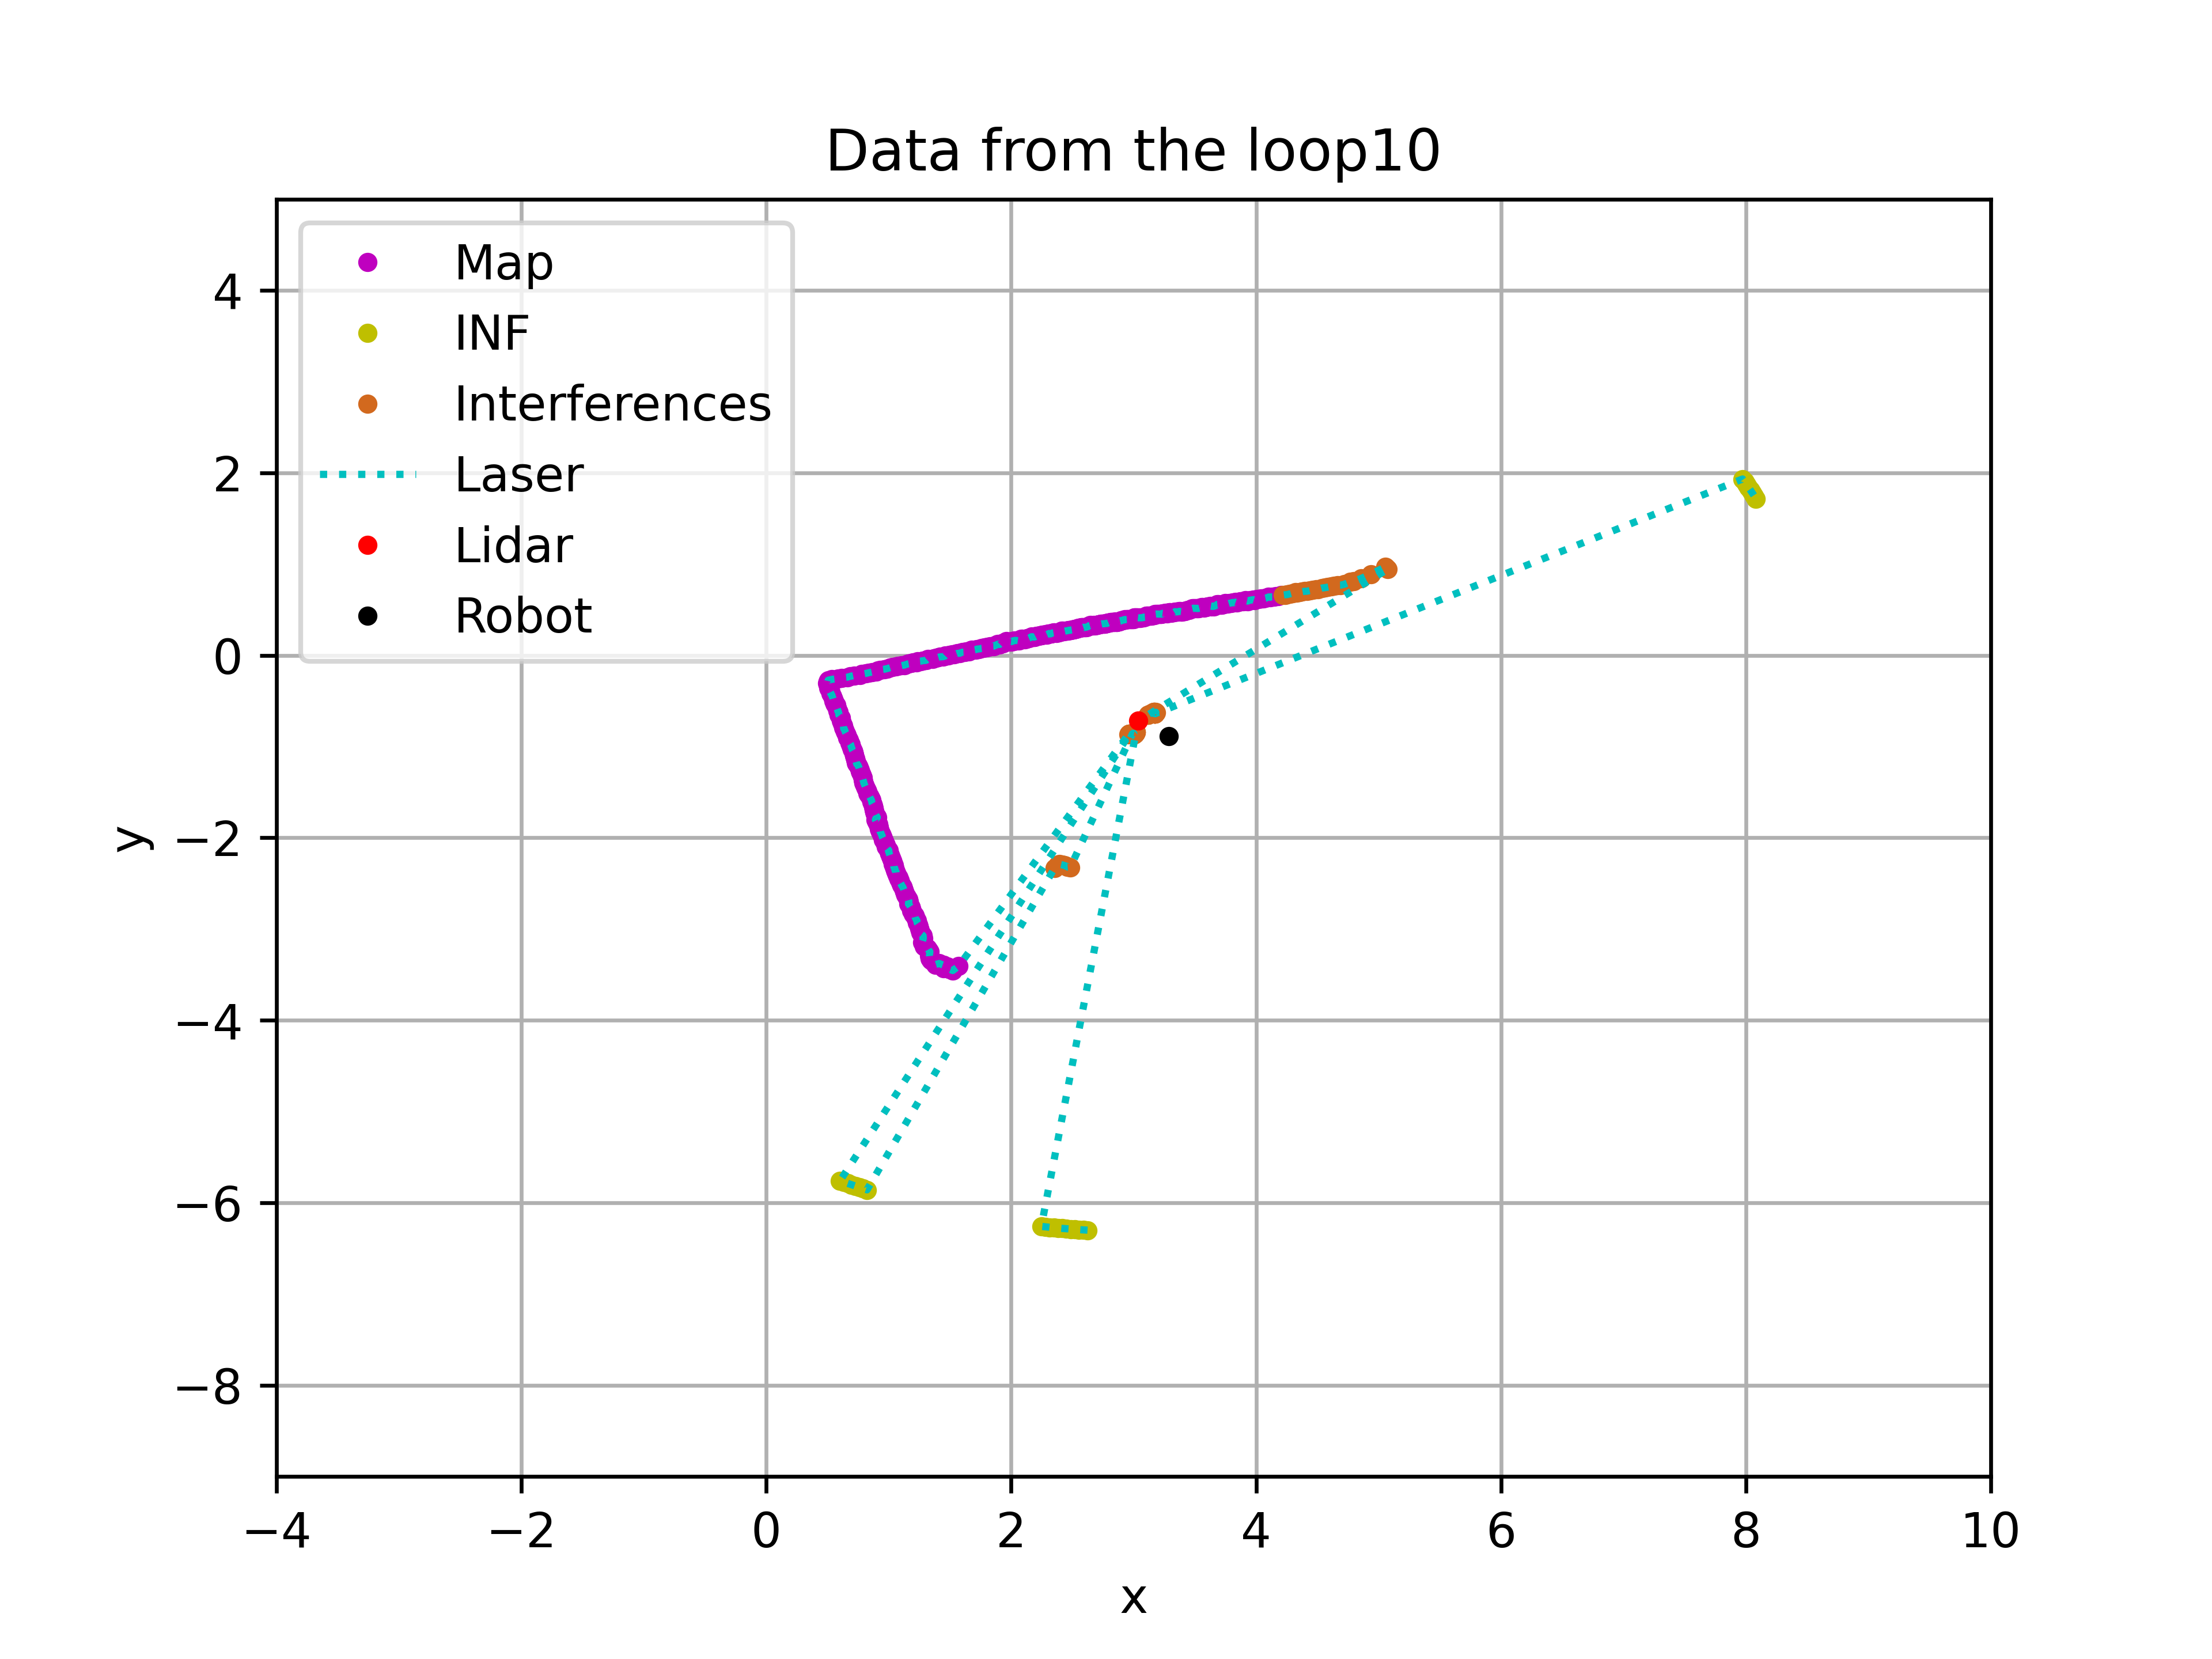 Data from the loop10
Map
INF
Interferences
Laser
Lidar
Robot
4
2
0
−2
−4
−6
−8
y
−4 −2 0 2 4 6 8 10
x